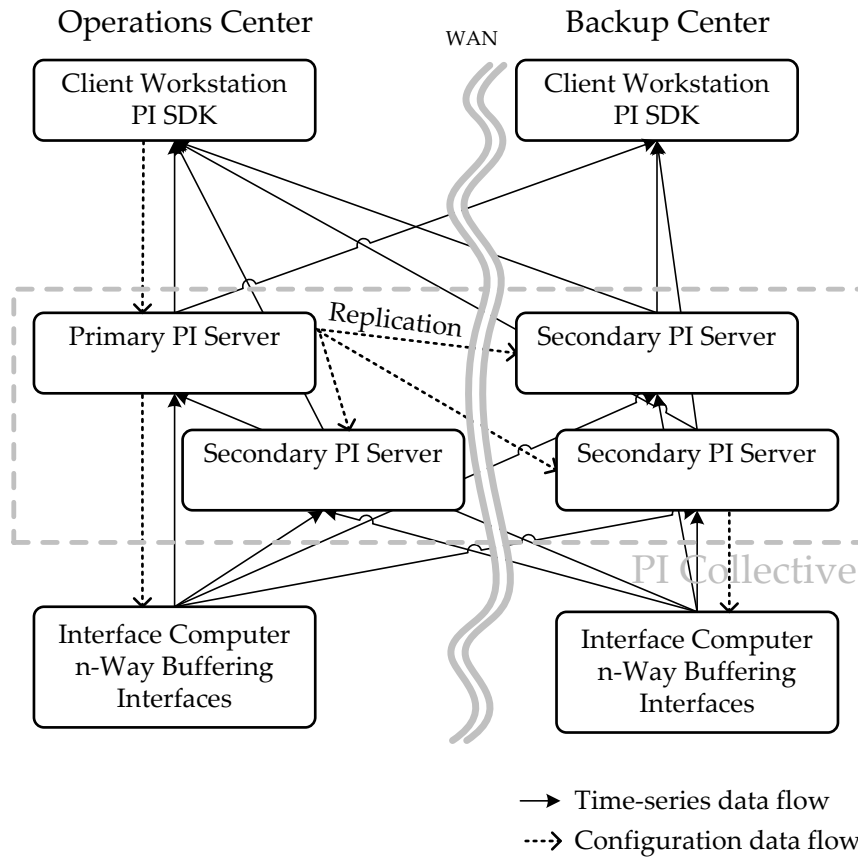 Operations Center
WAN
Backup Center
Client Workstation
PI SDK
Client Workstation
PI SDK
Replication
Primary PI Server
Secondary PI Server
Secondary PI Server
Secondary PI Server
PI Collective
Interface Computer
n-Way Buffering
Interfaces
Interface Computer
n-Way Buffering
Interfaces
Time-series data flow
Configuration data flow